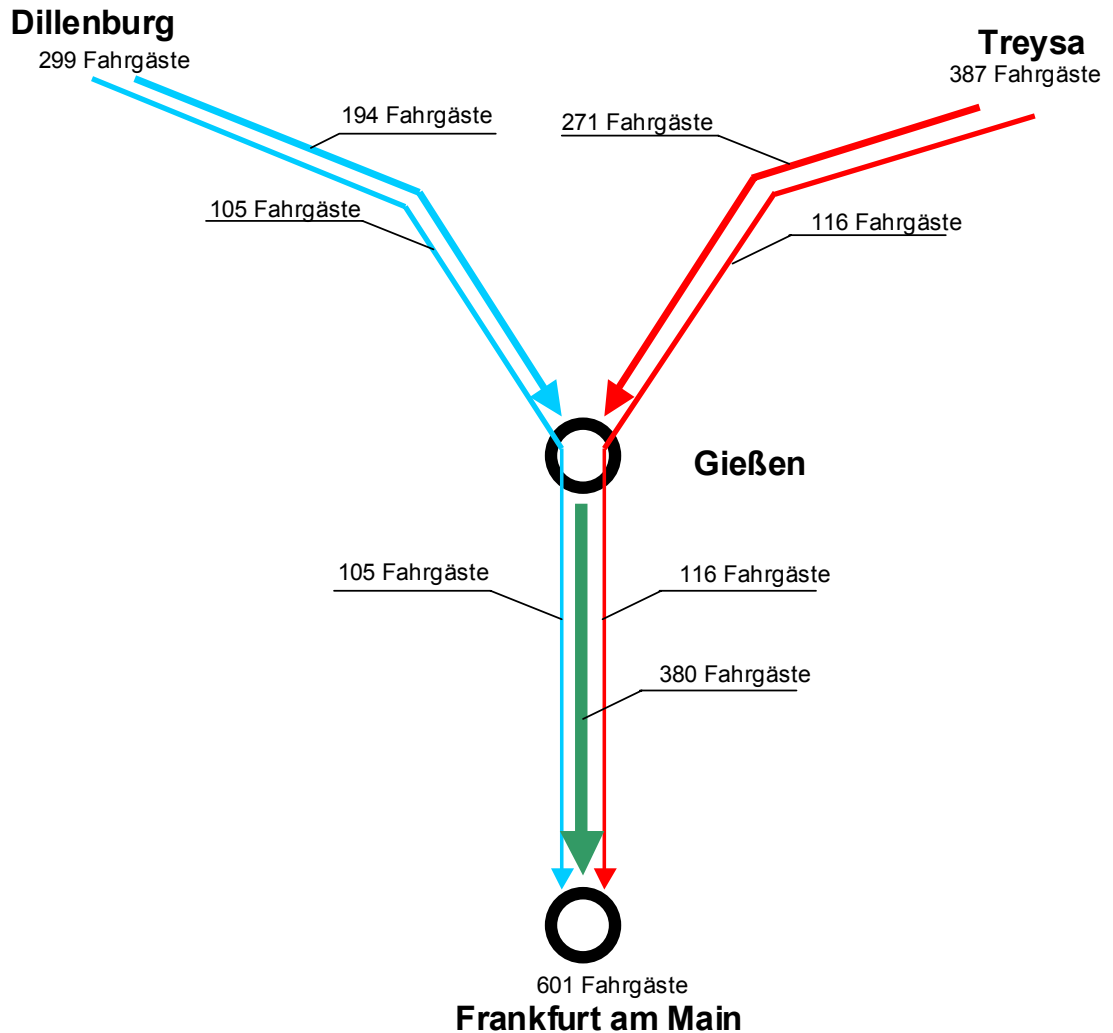 Dillenburg
299 Fahrgäste
Treysa
387 Fahrgäste
194 Fahrgäste
271 Fahrgäste
105 Fahrgäste
116 Fahrgäste
Gießen
105 Fahrgäste
116 Fahrgäste
380 Fahrgäste
601 Fahrgäste
Frankfurt am Main